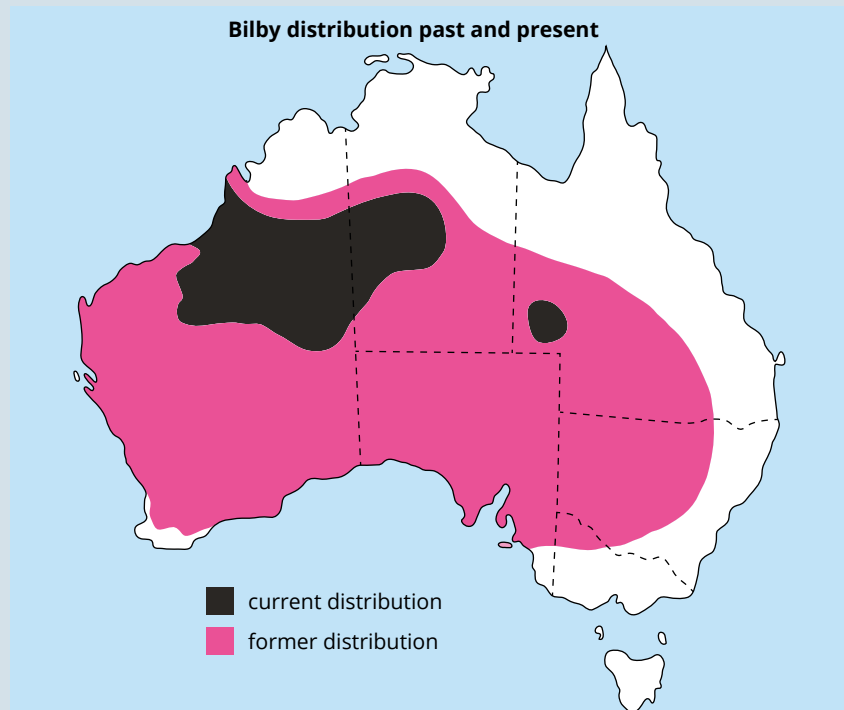 Bilby distribution past and present
current distribution
former distribution